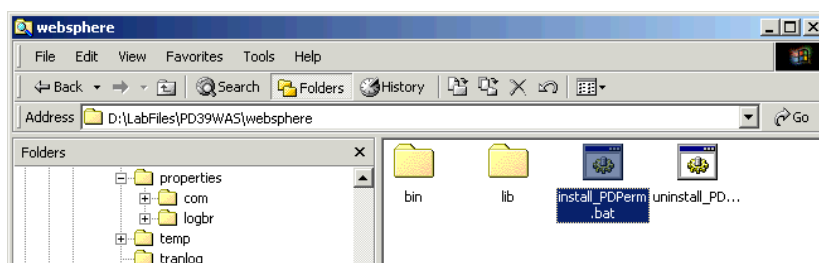 websphere
File Edit View Favorites Tools Help
Back Search Folders History
Address D:\LabFiles\PD39WAS\websphere Go
Folders
properties
com
logbr
temp
tranlog
bin lib install_PDPerm uninstall_PD...
.bat